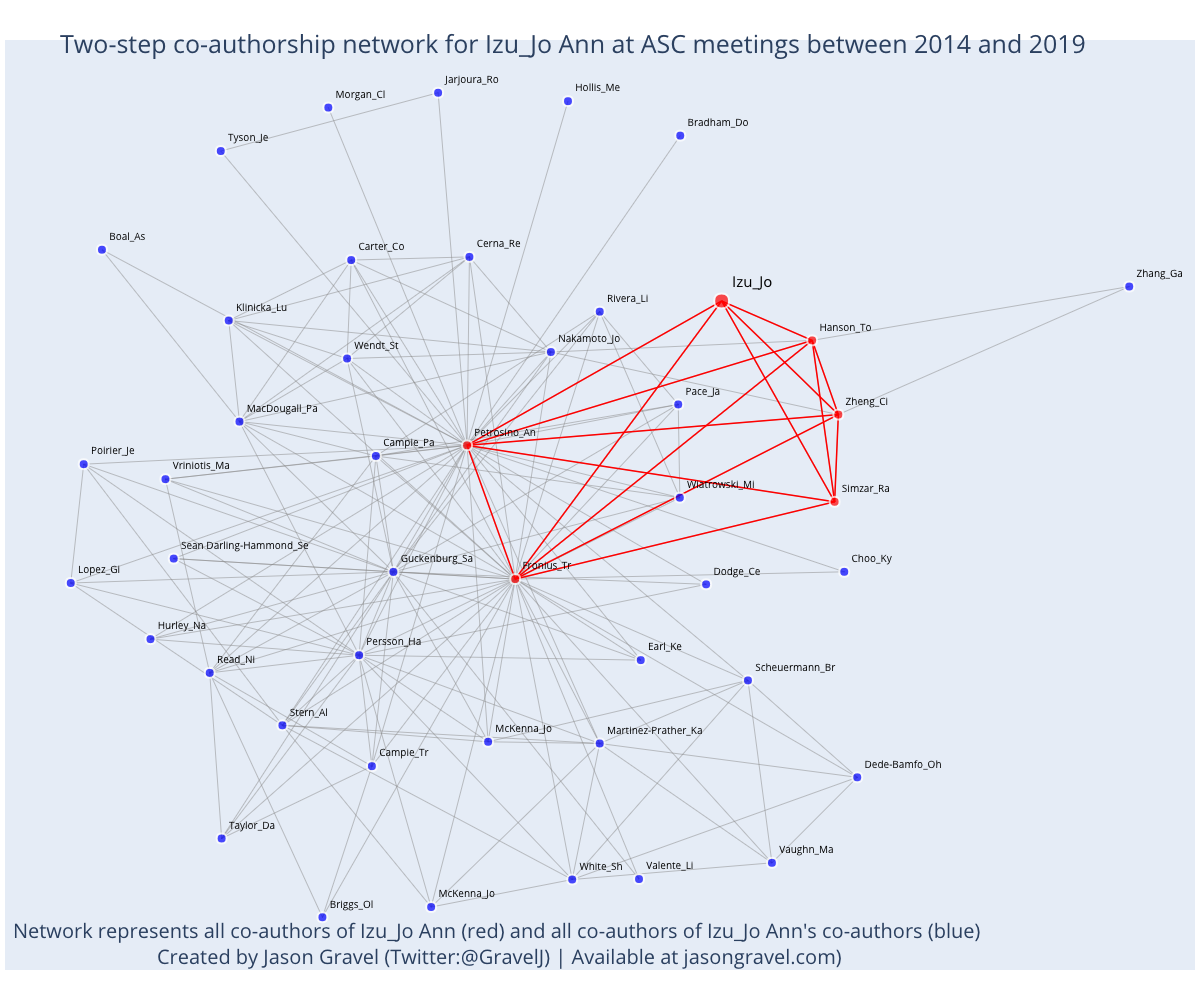 Two-step co-authorship network for Izu_Jo Ann at ASC meetings between 2014 and 2019
Jarjoura_Ro
Hollis_Me
Morgan_Cl
Bradham_Do
Tyson_Je
Boal_As
Carter_Co
Cerna_Re
Zhang_Ga
Izu_Jo
Rivera_Li
Klinicka_Lu
Hanson_To
Nakamoto_Jo
Wendt_St
Pace_Ja
Zheng_Ci
MacDougall_Pa
Petrosino_An
Campie_Pa
Poirier_Je
Vriniotis_Ma
Wiatrowski_Mi
Simzar_Ra
Sean Darling-Hammond_Se
Guckenburg_Sa
Fronius_Tr
Choo_Ky
Lopez_Gi
Dodge_Ce
Hurley_Na
Persson_Ha
Earl_Ke
Read_Ni
Scheuermann_Br
Stern_Al
McKenna_Jo
Martinez-Prather_Ka
Campie_Tr
Dede-Bamfo_Oh
Taylor_Da
Vaughn_Ma
White_Sh
Valente_Li
McKenna_Jo
Briggs_Ol
Network represents all co-authors of Izu_Jo Ann (red) and all co-authors of Izu_Jo Ann's co-authors (blue)
Created by Jason Gravel (Twitter:@GravelJ) | Available at jasongravel.com)